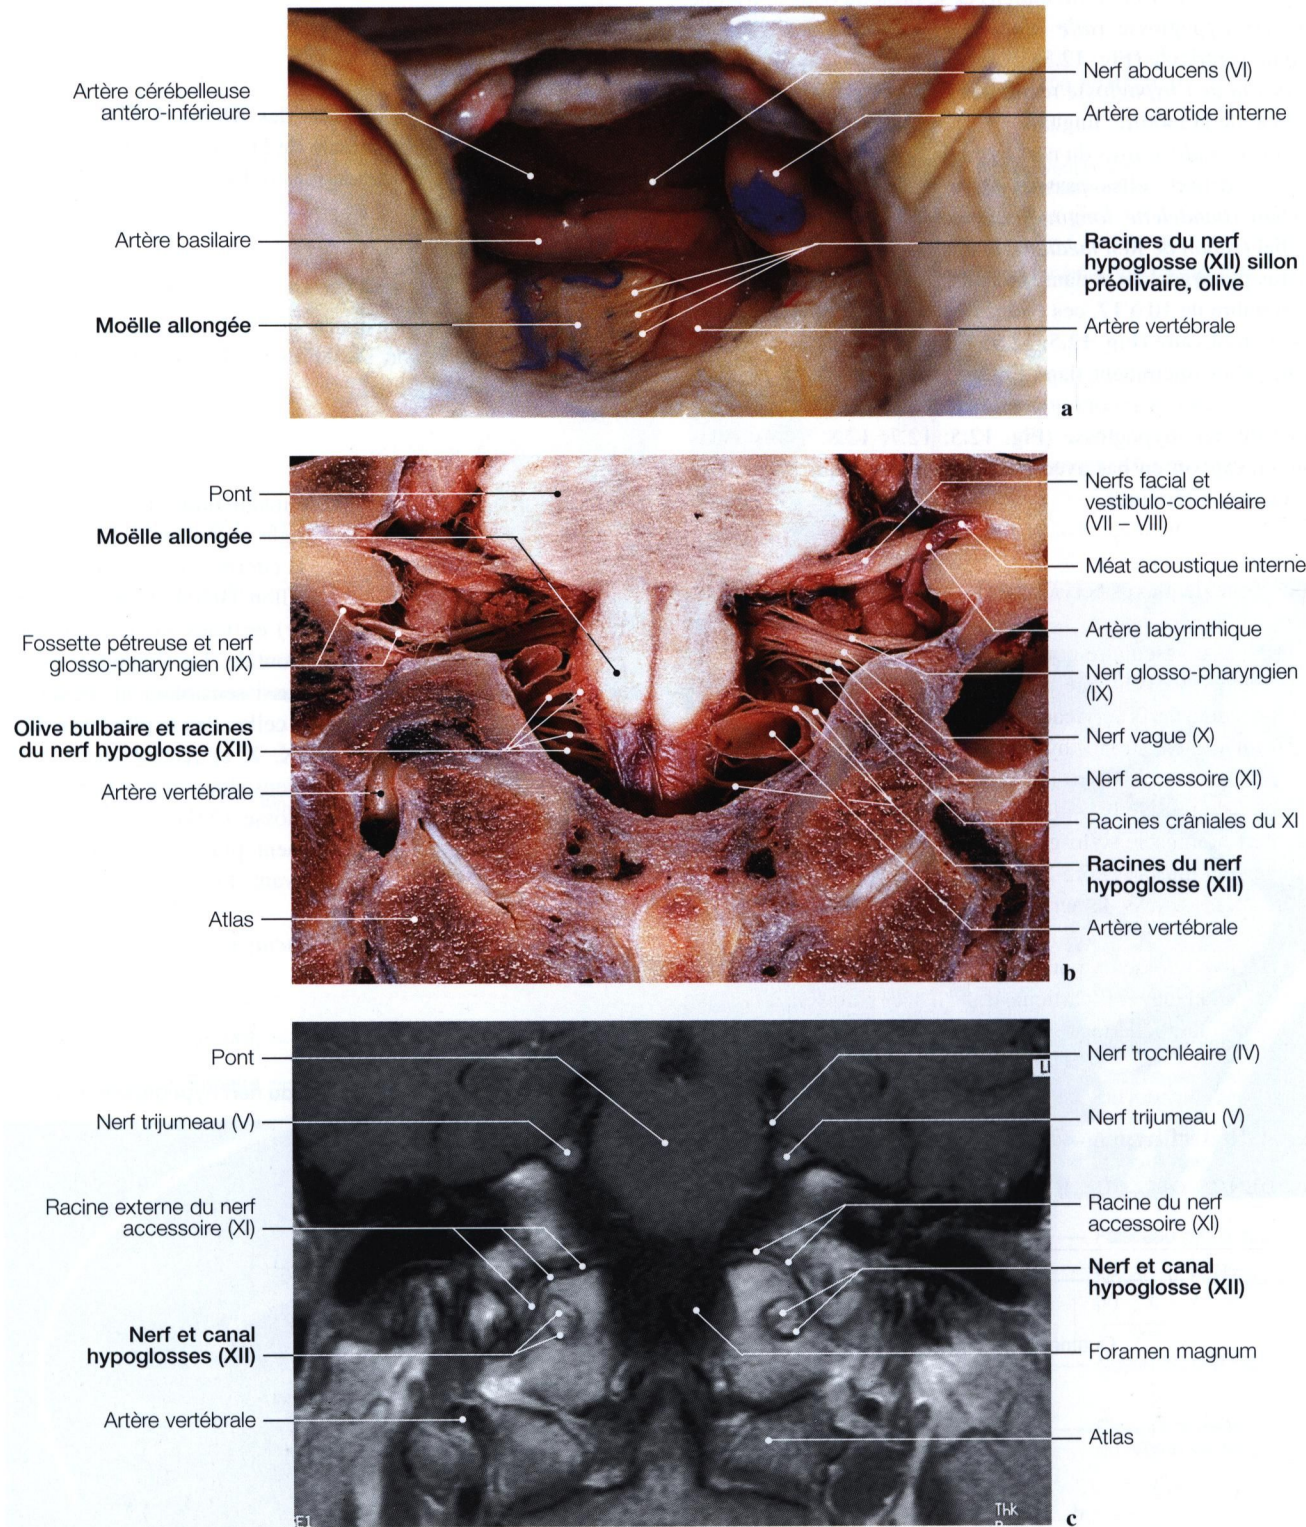 Artère cérébelleuse
antéro-inférieure
Artère basilaire
Moëlle allongée
Nerf abducens (VI)
Artère carotide interne
Racines du nerf
hypoglosse (XII) sillon
préolivaire, olive
Artère vertébrale
a
Pont
Moëlle allongée
Fossette pétreuse et nerf
glosso-pharyngien (IX)
Olive bulbaire et racines
du nerf hypoglosse (XII)
Artère vertébrale
Atlas
Nerfs facial et
vestibulo-cochléaire
(VII – VIII)
Méat acoustique interne
Artère labyrinthique
Nerf glosso-pharyngien
(IX)
Nerf vague (X)
Nerf accessoire (XI)
Racines crâniales du XI
Racines du nerf
hypoglosse (XII)
Artère vertébrale
b
Pont
Nerf trijumeau (V)
Racine externe du nerf
accessoire (XI)
Nerf et canal
hypoglosses (XII)
Artère vertébrale
Nerf trochléaire (IV)
Nerf trijumeau (V)
Racine du nerf
accessoire (XI)
Nerf et canal
hypoglosse (XII)
Foramen magnum
Atlas
Thk
c